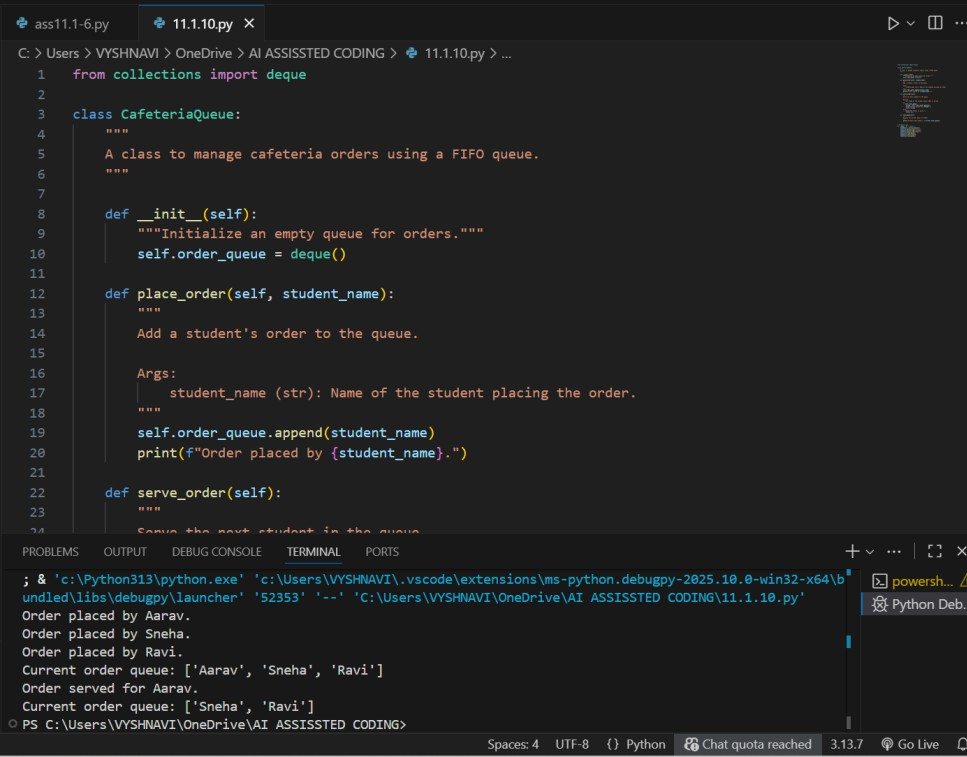 ass11.1-6.py
11.1.10.py
C: > Users > VYSHNAVI > OneDrive > AI ASSISSTED CODING > 11.1.10.py > ...
1 from collections import deque
2
3 class CafeteriaQueue:
4 """
5 A class to manage cafeteria orders using a FIFO queue.
6 """
7
8 def __init__(self):
9 """Initialize an empty queue for orders."""
10 self.order_queue = deque()
11
12 def place_order(self, student_name):
13 """
14 Add a student's order to the queue.
15
16 Args:
17 student_name (str): Name of the student placing the order.
18 """
19 self.order_queue.append(student_name)
20 print(f"Order placed by {student_name}.")
21
22 def serve_order(self):
23 """
24 Serve the next student in the queue
PROBLEMS OUTPUT DEBUG CONSOLE TERMINAL PORTS
; & 'c:\Python313\python.exe' 'c:\Users\VYSHNAVI\.vscode\extensions\ms-python.debugpy-2025.10.0-win32-x64\b
undled\libs\debugpy\launcher' '52353' '--' 'C:\Users\VYSHNAVI\OneDrive\AI ASSISSTED CODING\11.1.10.py'
Order placed by Aarav.
Order placed by Sneha.
Order placed by Ravi.
Current order queue: ['Aarav', 'Sneha', 'Ravi']
Order served for Aarav.
Current order queue: ['Sneha', 'Ravi']
PS C:\Users\VYSHNAVI\OneDrive\AI ASSISSTED CODING>
powersh...
Python Deb...
Spaces: 4 UTF-8 {} Python Chat quota reached 3.13.7 Go Live